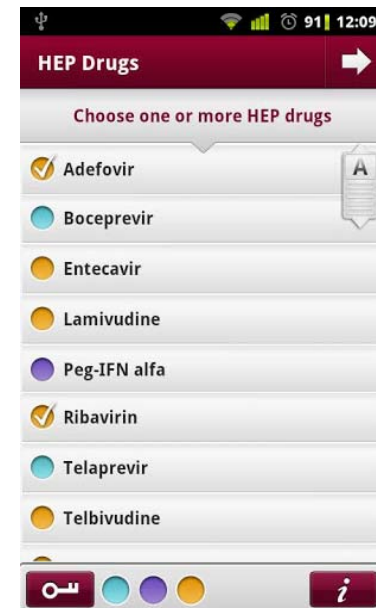 91 12:09
HEP Drugs
Choose one or more HEP drugs
Adefovir
A
Boceprevir
Entecavir
Lamivudine
Peg-IFN alfa
Ribavirin
Telaprevir
Telbivudine
i